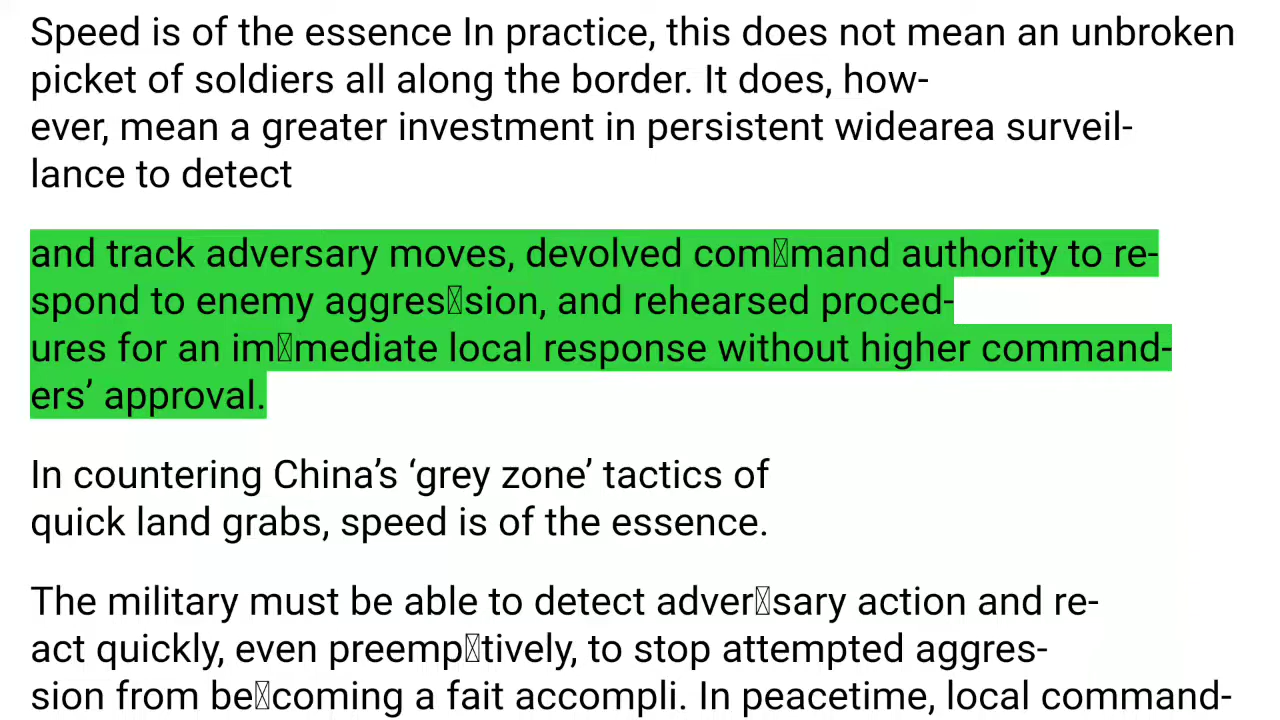 Speed is of the essence In practice, this does not mean an unbroken
picket of soldiers all along the border. It does, how-
ever, mean a greater investment in persistent widearea surveil-
lance to detect
and track adversary moves, devolved com􀀀mand authority to re-
spond to enemy aggres􀀀sion, and rehearsed proced-
ures for an im􀀀mediate local response without higher command-
ers’ approval.
In countering China’s ‘grey zone’ tactics of
quick land grabs, speed is of the essence.
The military must be able to detect adver􀀀sary action and re-
act quickly, even preemp􀀀tively, to stop attempted aggres-
sion from be􀀀coming a fait accompli. In peacetime, local command-